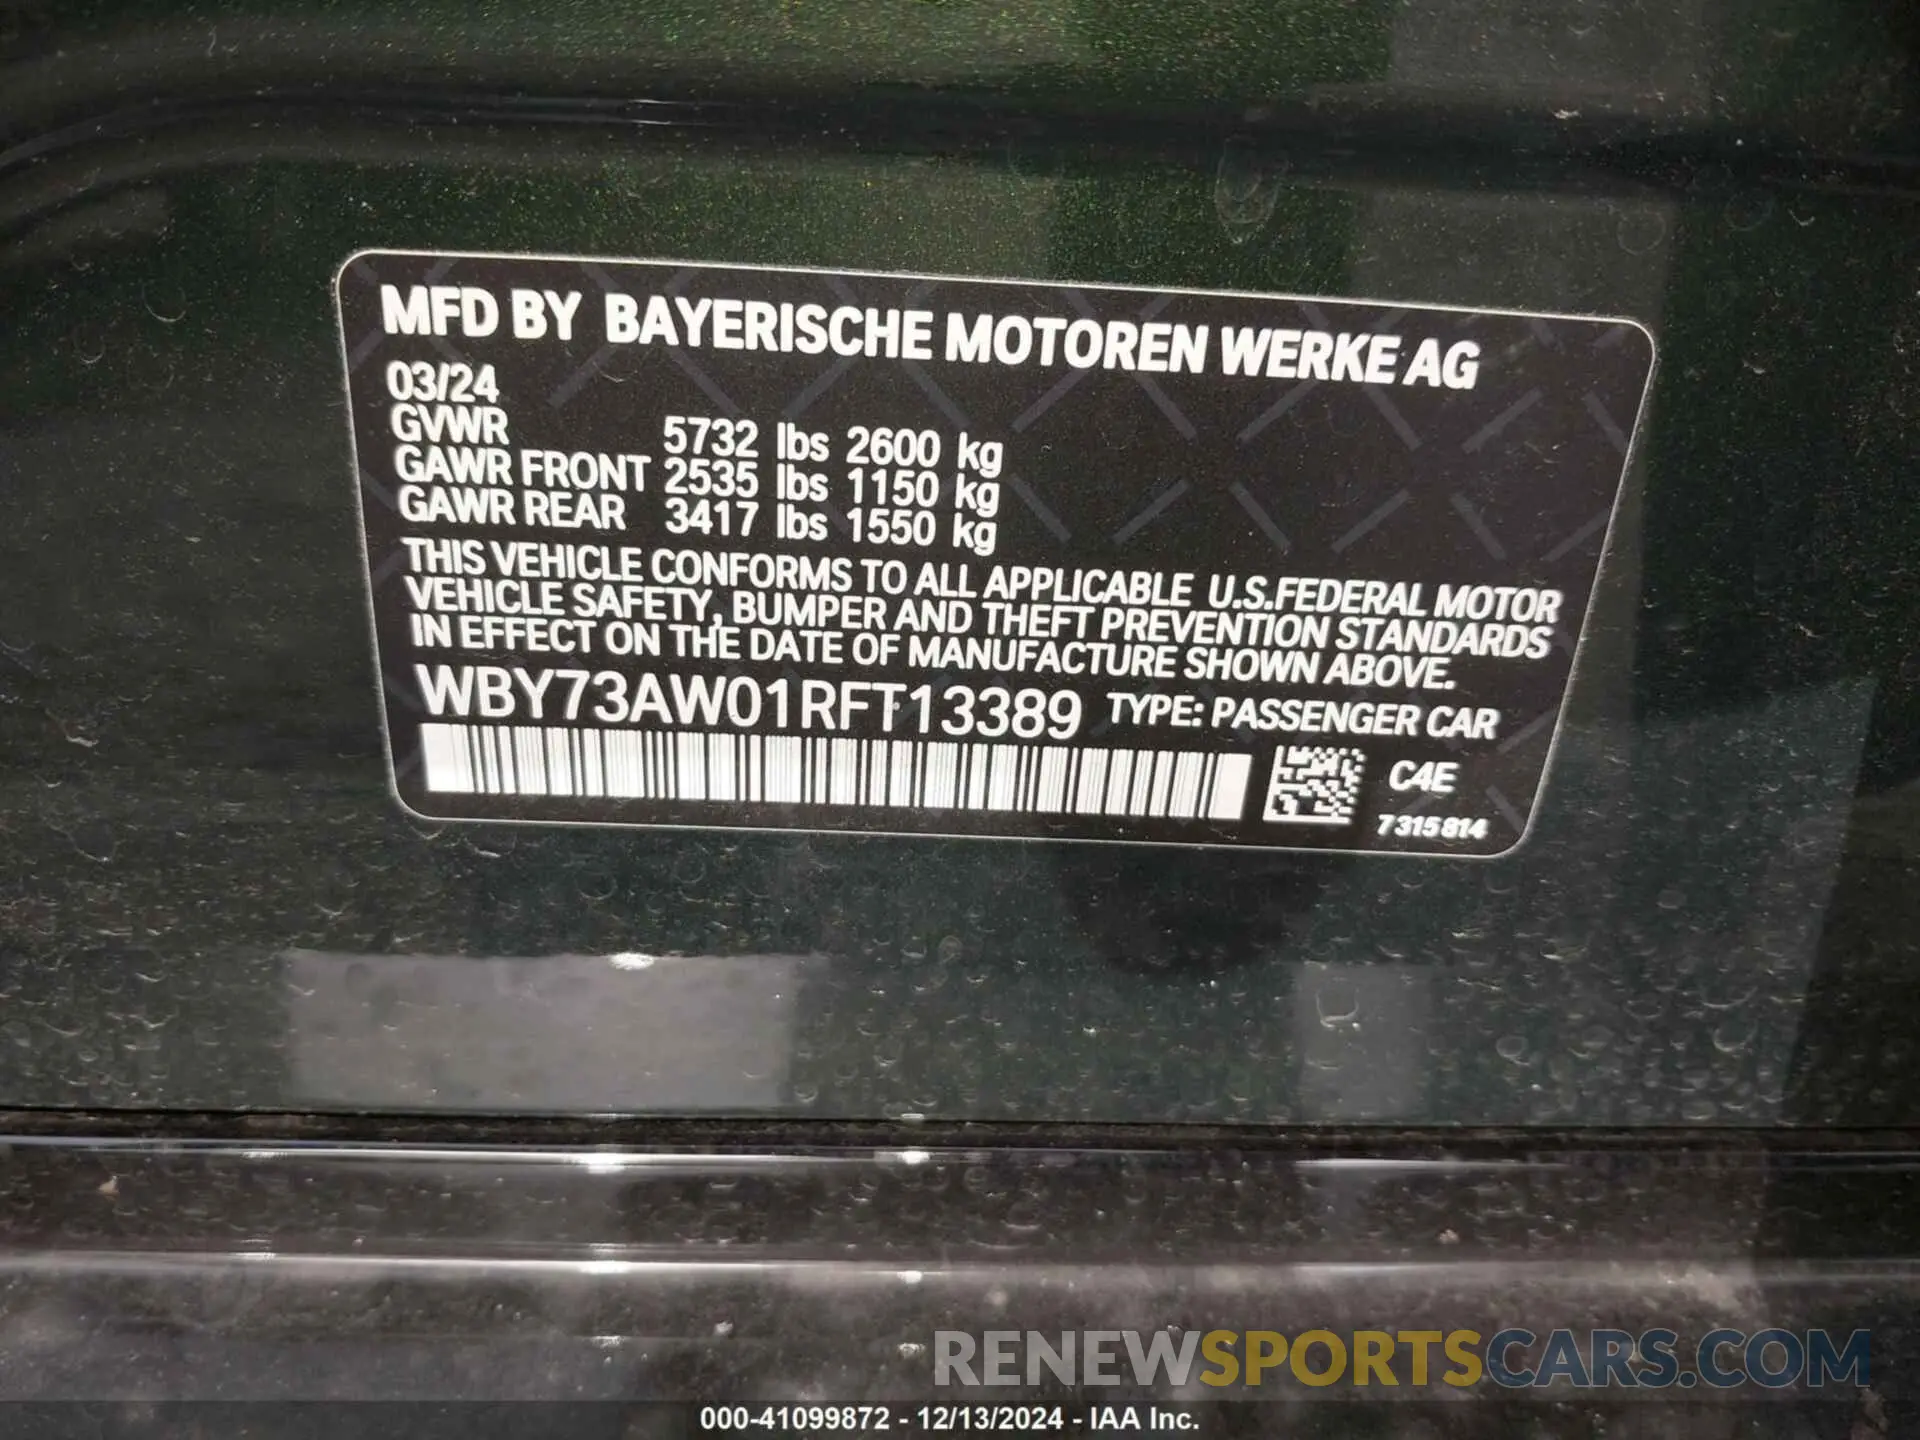 MFD BY BAYERISCHE MOTOREN WERKE AG
03/24
GVWR 5732 lbs 2600 kg
GAWR FRONT 2535 lbs 1150 kg
GAWR REAR 3417 lbs 1550 kg
THIS VEHICLE CONFORMS TO ALL APPLICABLE U.S.FEDERAL MOTOR
VEHICLE SAFETY, BUMPER AND THEFT PREVENTION STANDARDS
IN EFFECT ON THE DATE OF MANUFACTURE SHOWN ABOVE.
WBY73AW01RFT13389 TYPE: PASSENGER CAR
C4E
7315814
RENEWSPORTSCARS.COM
000-41099872 - 12/13/2024 - IAA Inc.